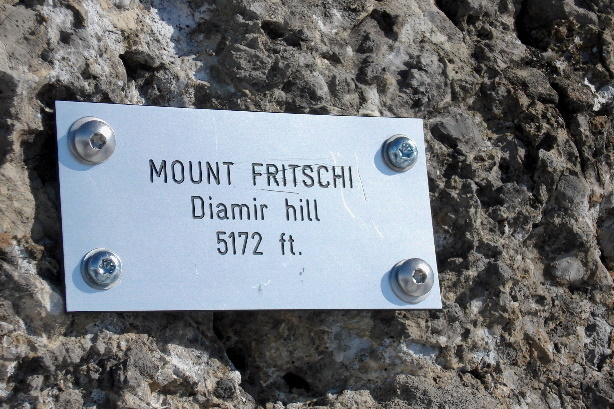 MOUNT FRITSCHI
Diamir hill
5172 ft.